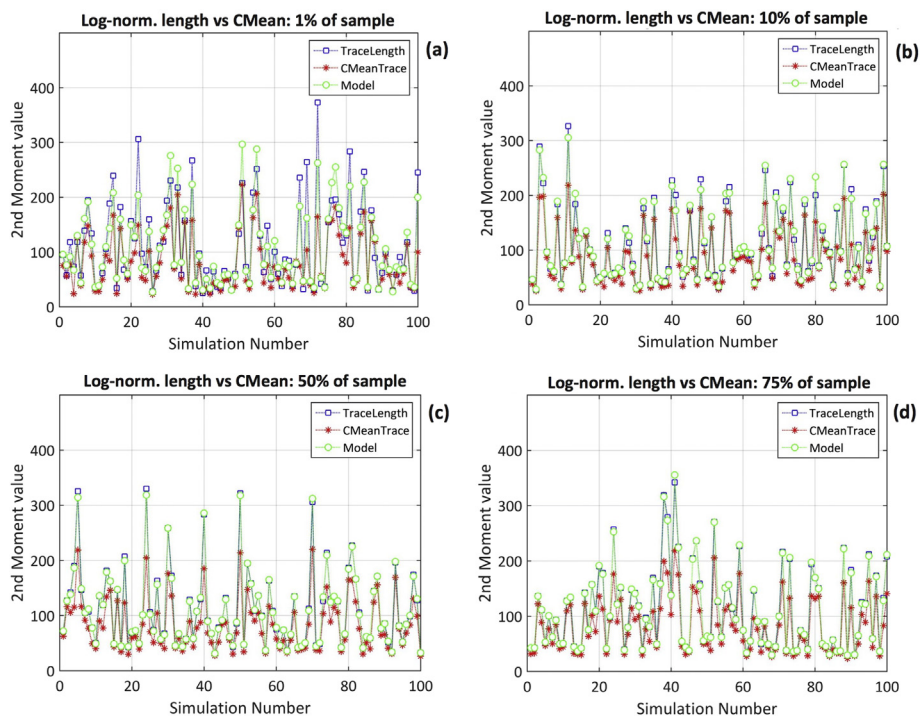 Log-norm. length vs CMean: 1% of sample
(a)
TraceLength
CMeanTrace
Model
2nd Moment value
400
300
200
100
0
0 20 40 60 80 100
Simulation Number
Log-norm. length vs CMean: 10% of sample
(b)
TraceLength
CMeanTrace
Model
2nd Moment value
400
300
200
100
0
0 20 40 60 80 100
Simulation Number
Log-norm. length vs CMean: 50% of sample
(c)
TraceLength
CMeanTrace
Model
2nd Moment value
400
300
200
100
0
0 20 40 60 80 100
Simulation Number
Log-norm. length vs CMean: 75% of sample
(d)
TraceLength
CMeanTrace
Model
2nd Moment value
400
300
200
100
0
0 20 40 60 80 100
Simulation Number